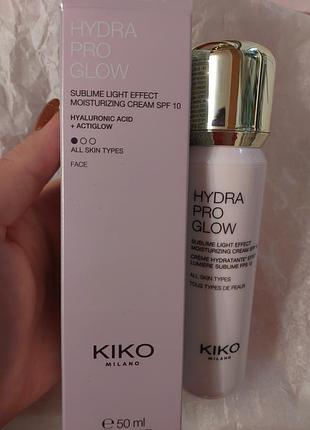 HYDRA
PRO
GLOW
SUBLIME LIGHT EFFECT
MOISTURIZING CREAM SPF 10
HYALURONIC ACID
+ ACTIGLOW
ALL SKIN TYPES
FACE
KIKO
MILANO
℮ 50 ml
HYDRA
PRO
GLOW
SUBLIME LIGHT EFFECT
MOISTURIZING CREAM SPF
CRÈME HYDRATANTE EFFET
LUMIÈRE SUBLIME FPS 10
ALL SKIN TYPES
TOUS TYPES DE PEAUX
KIKO
MILANO